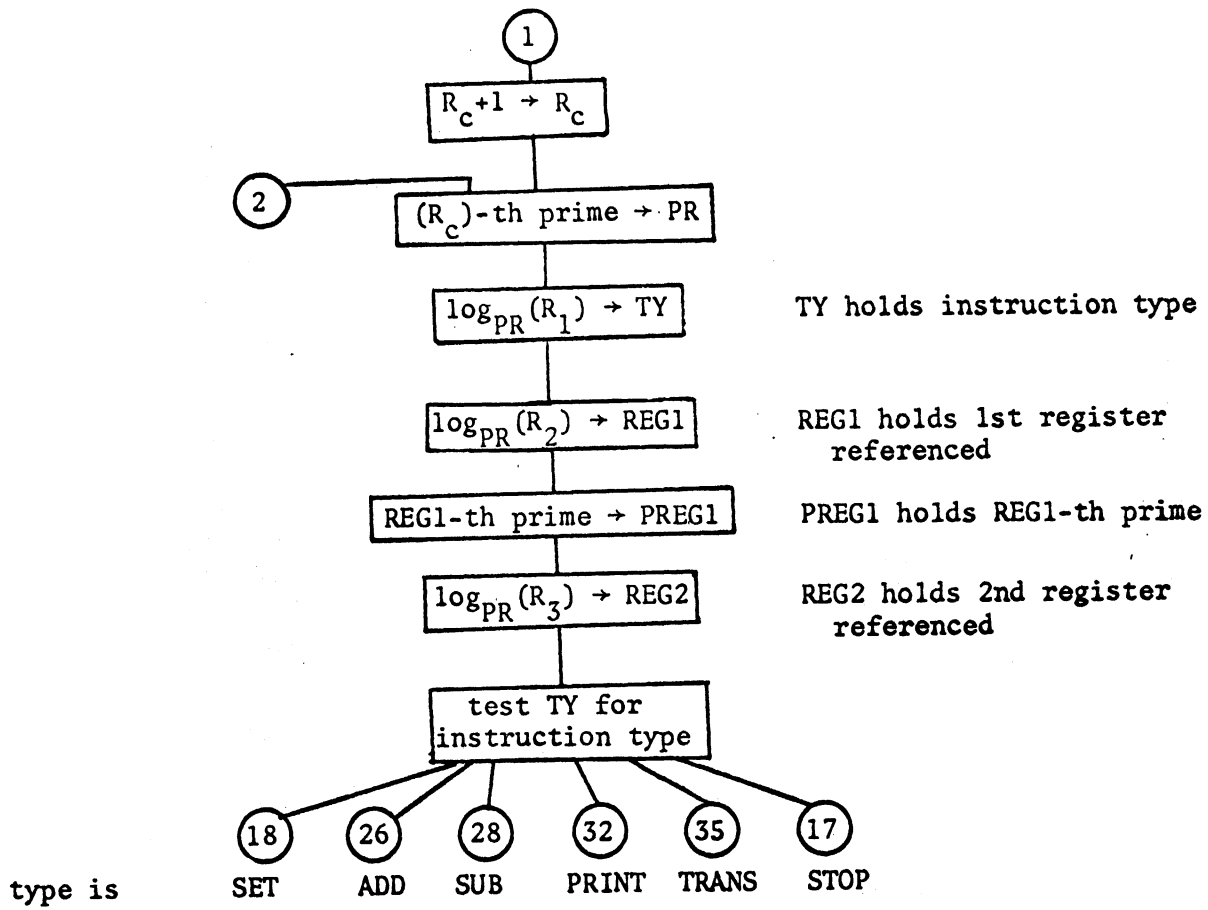 1
R_c+1 → R_c
2
(R_c)-th prime → PR
log_PR(R_1) → TY
TY holds instruction type
log_PR(R_2) → REG1
REG1 holds 1st register
referenced
REG1-th prime → PREG1
PREG1 holds REG1-th prime
log_PR(R_3) → REG2
REG2 holds 2nd register
referenced
test TY for
instruction type
18 26 28 32 35 17
type is SET ADD SUB PRINT TRANS STOP